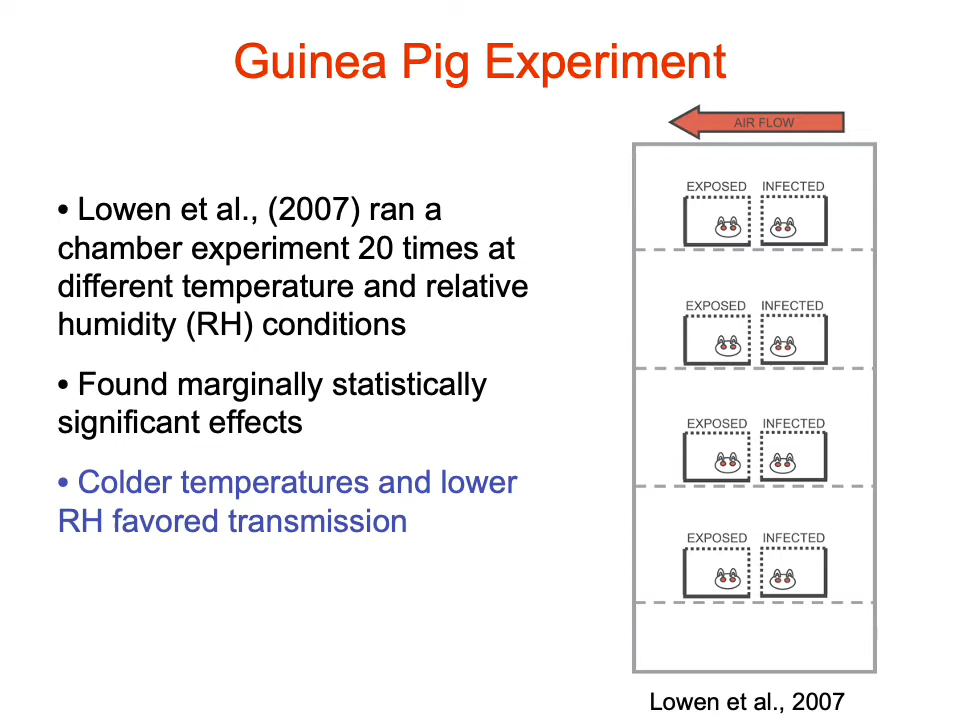 Guinea Pig Experiment
AIR FLOW
• Lowen et al., (2007) ran a
chamber experiment 20 times at
different temperature and relative
humidity (RH) conditions
• Found marginally statistically
significant effects
• Colder temperatures and lower
RH favored transmission
EXPOSED INFECTED
EXPOSED INFECTED
EXPOSED INFECTED
EXPOSED INFECTED
Lowen et al., 2007